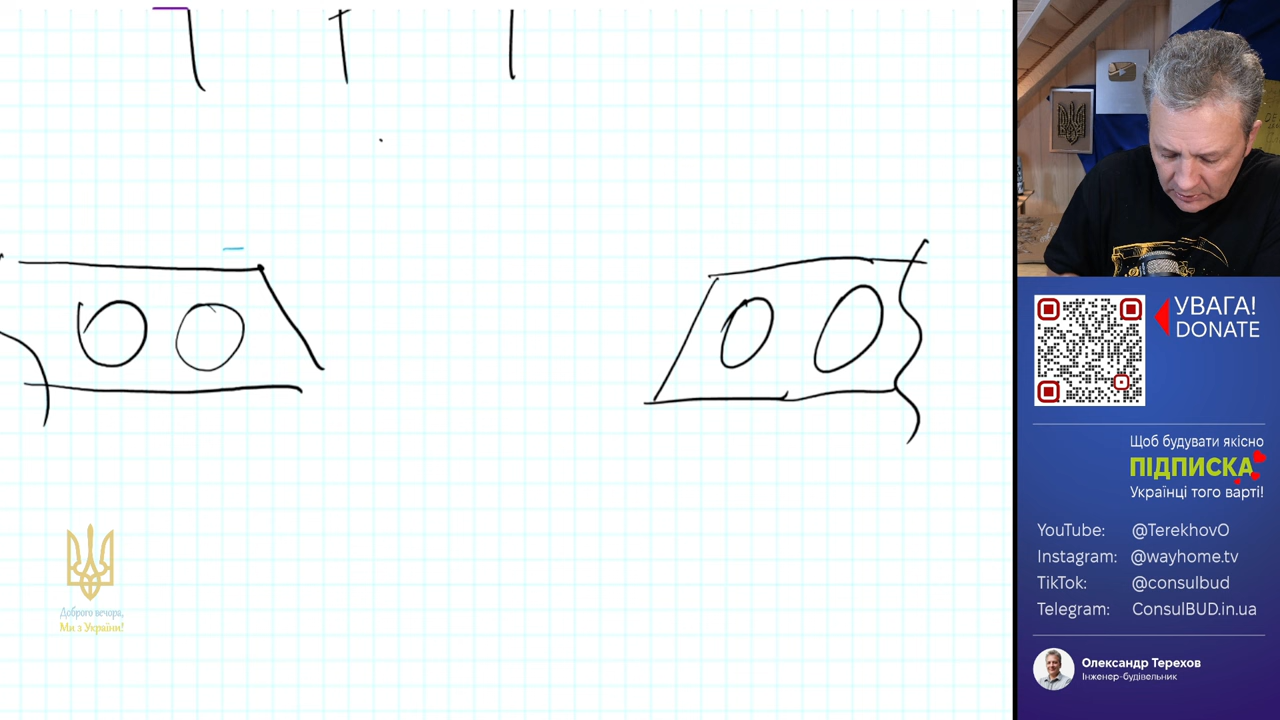 УВАГА!
DONATE
Щоб будувати якісно
ПІДПИСКА
Українці того варті!
YouTube: @TerekhovO
Instagram: @wayhome.tv
TikTok: @consulbud
Telegram: ConsulBUD.in.ua
Олександр Терехов
Інженер-будівельник
Доброго вечора,
Ми з України!